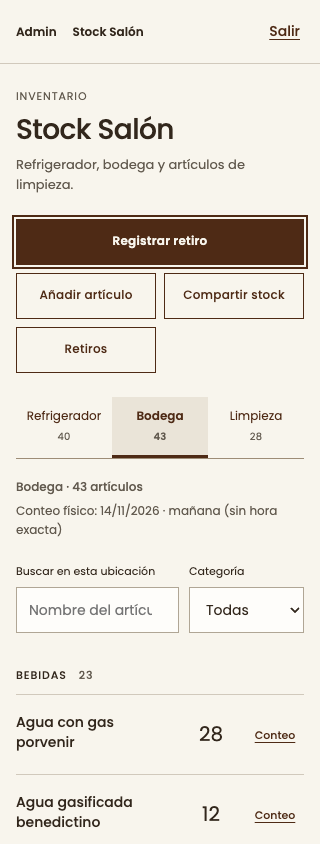 Admin Stock Salón Salir
INVENTARIO
Stock Salón
Refrigerador, bodega y artículos de
limpieza.
Registrar retiro
Añadir artículo Compartir stock
Retiros
Refrigerador Bodega Limpieza
40 43 28
Bodega · 43 artículos
Conteo físico: 14/11/2026 · mañana (sin hora
exacta)
Buscar en esta ubicación Categoría
Nombre del artícu Todas
BEBIDAS 23
Agua con gas
porvenir
28 Conteo
Agua gasificada
benedictino
12 Conteo